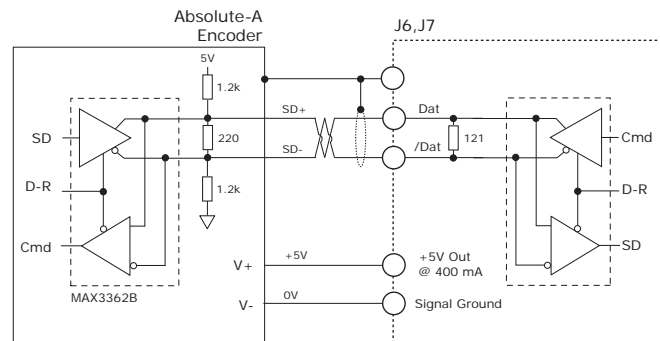 Absolute-A
Encoder
J6,J7
5V
1.2k
SD+
Dat
SD
220
121
Cmd
SD-
/Dat
D-R
D-R
1.2k
Cmd
SD
MAX3362B
V+
+5V
+5V Out
@ 400 mA
V-
0V
Signal Ground